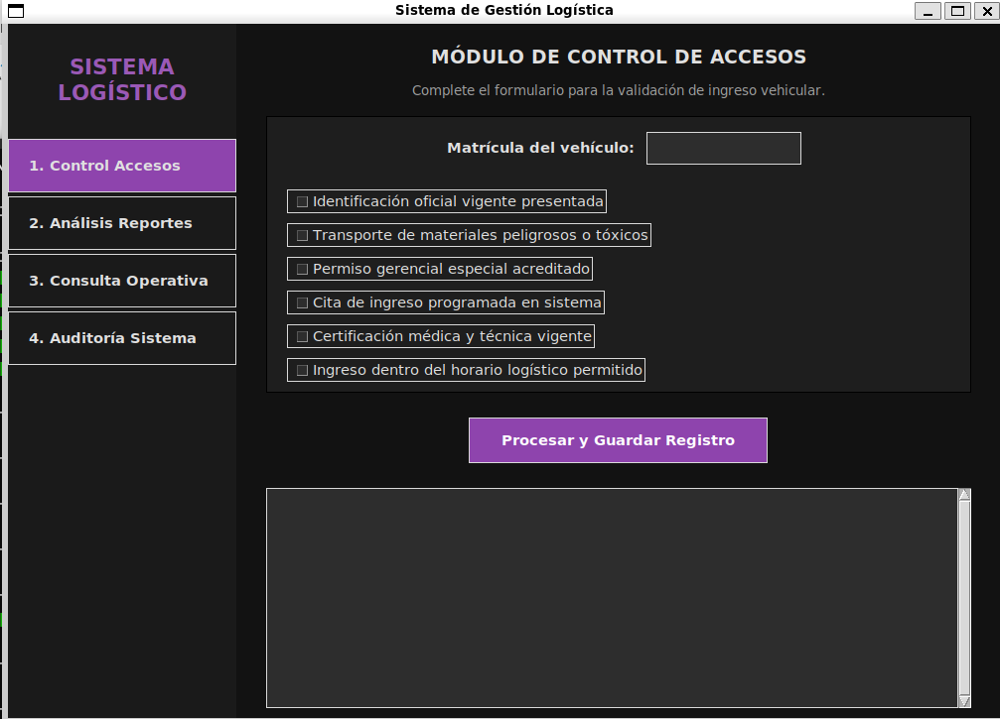 Sistema de Gestión Logística
SISTEMA
LOGÍSTICO
1. Control Accesos
2. Análisis Reportes
3. Consulta Operativa
4. Auditoría Sistema
MÓDULO DE CONTROL DE ACCESOS
Complete el formulario para la validación de ingreso vehicular.
Matrícula del vehículo:
Identificación oficial vigente presentada
Transporte de materiales peligrosos o tóxicos
Permiso gerencial especial acreditado
Cita de ingreso programada en sistema
Certificación médica y técnica vigente
Ingreso dentro del horario logístico permitido
Procesar y Guardar Registro